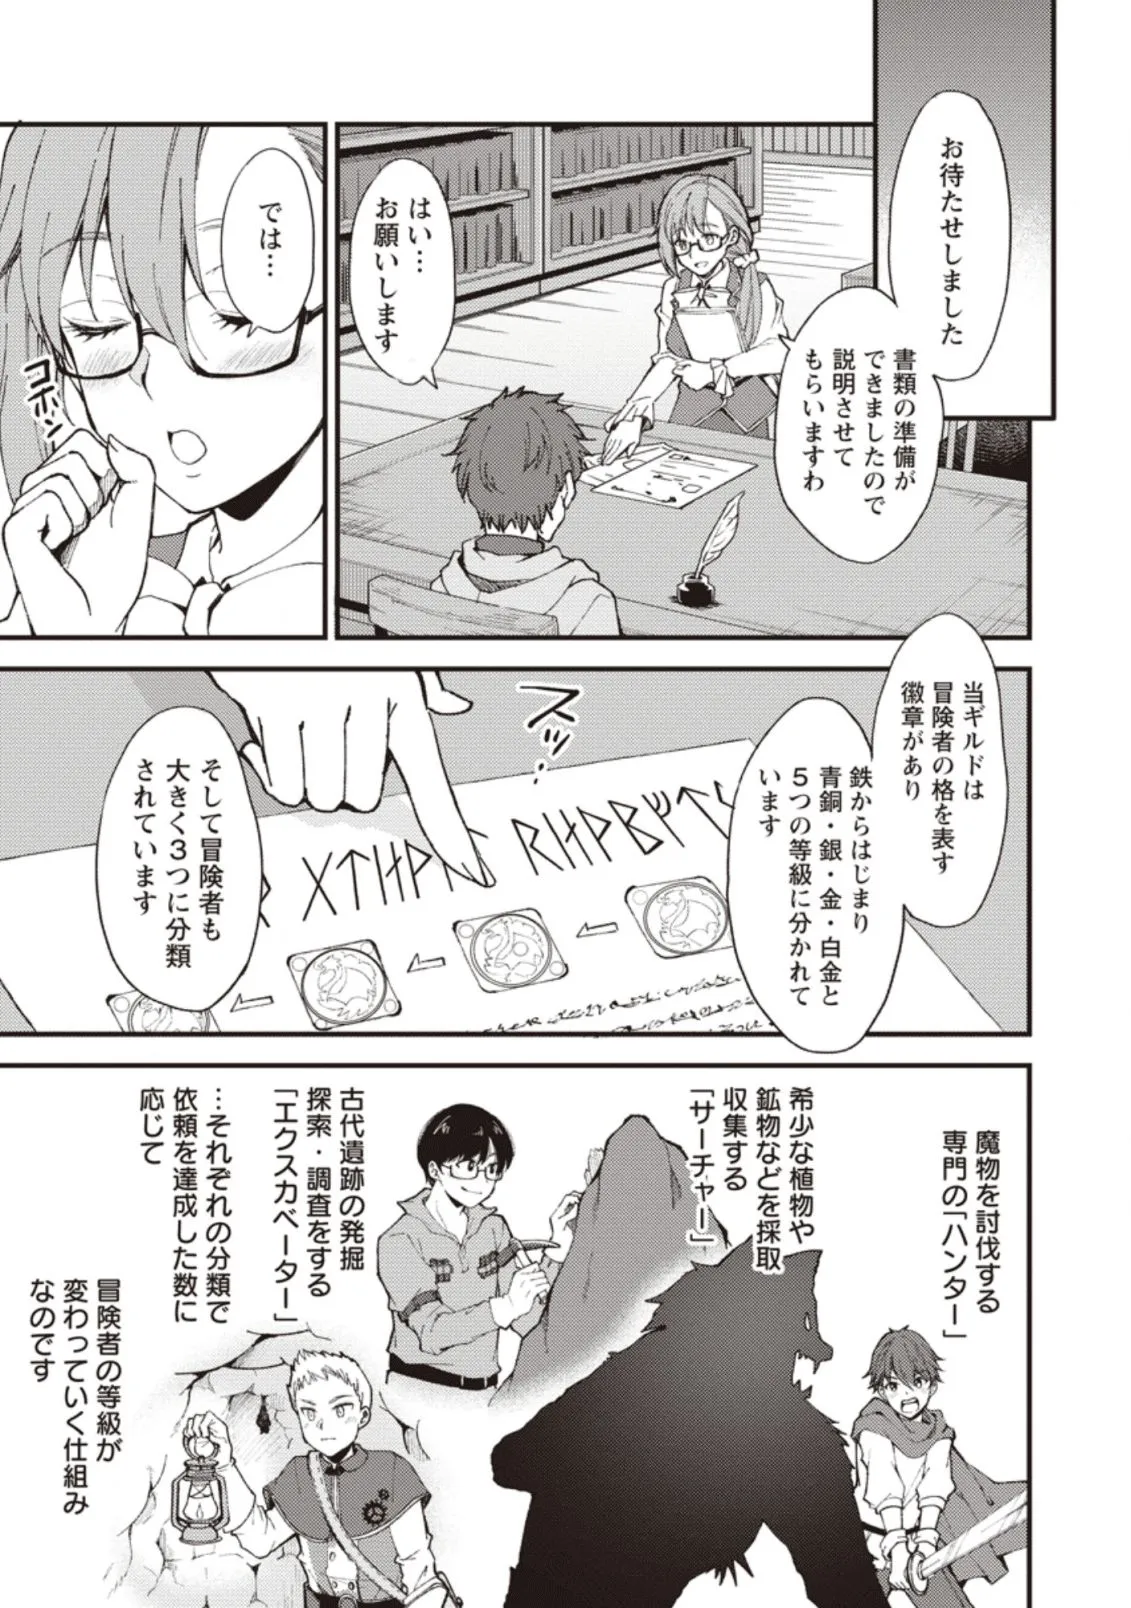 お待たせしました
書類の準備が
できましたので
説明させて
もらいますわ
はい…
お願いします
では…
コホン
当ギルドは
冒険者の格を表す
徽章があり
鉄からはじまり
青銅・銀・金・白金と
5つの等級に分かれて
います
スッ…
そして冒険者も
大きく3つに分類
されています
魔物を討伐する
専門の「ハンター」
希少な植物や
鉱物などを採取
収集する
「サーチャー」
古代遺跡の発掘
探索・調査をする
「エクスカベーター」
…それぞれの分類で
依頼を達成した数に
応じて
冒険者の等級が
変わっていく仕組み
なのです